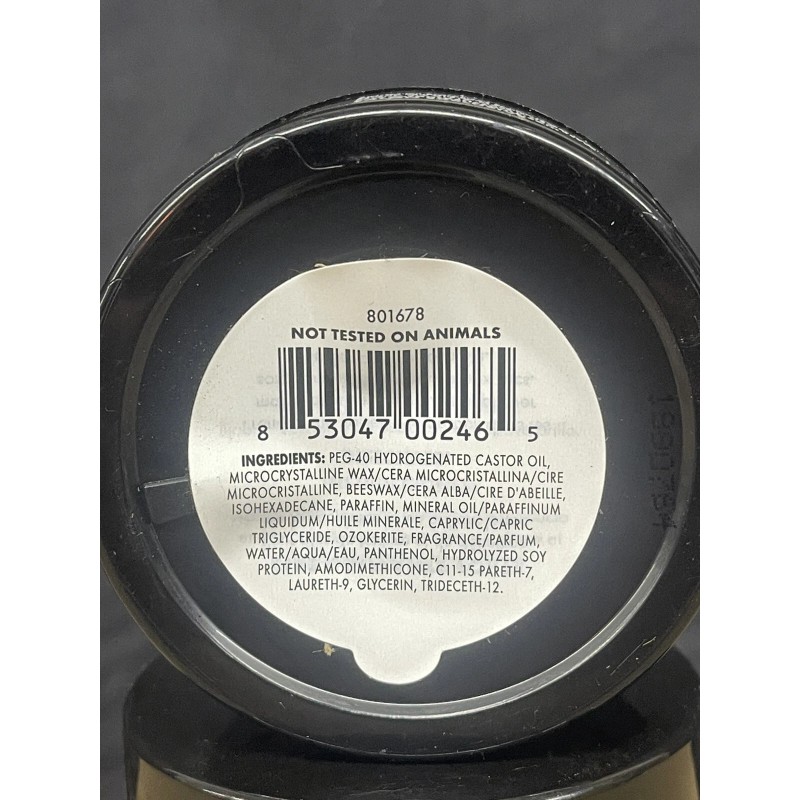 801678
NOT TESTED ON ANIMALS
8 53047 00246 5
INGREDIENTS: PEG-40 HYDROGENATED CASTOR OIL,
MICROCRYSTALLINE WAX/CERA MICROCRISTALLINA/CIRE
MICROCRISTALLINE, BEESWAX/CERA ALBA/CIRE D'ABEILLE,
ISOHEXADECANE, PARAFFIN, MINERAL OIL/PARAFFINUM
LIQUIDUM/HUILE MINERALE, CAPRYLIC/CAPRIC
TRIGLYCERIDE, OZOKERITE, FRAGRANCE/PARFUM,
WATER/AQUA/EAU, PANTHENOL, HYDROLYZED SOY
PROTEIN, AMODIMETHICONE, C11-15 PARETH-7,
LAURETH-9, GLYCERIN, TRIDECETH-12.